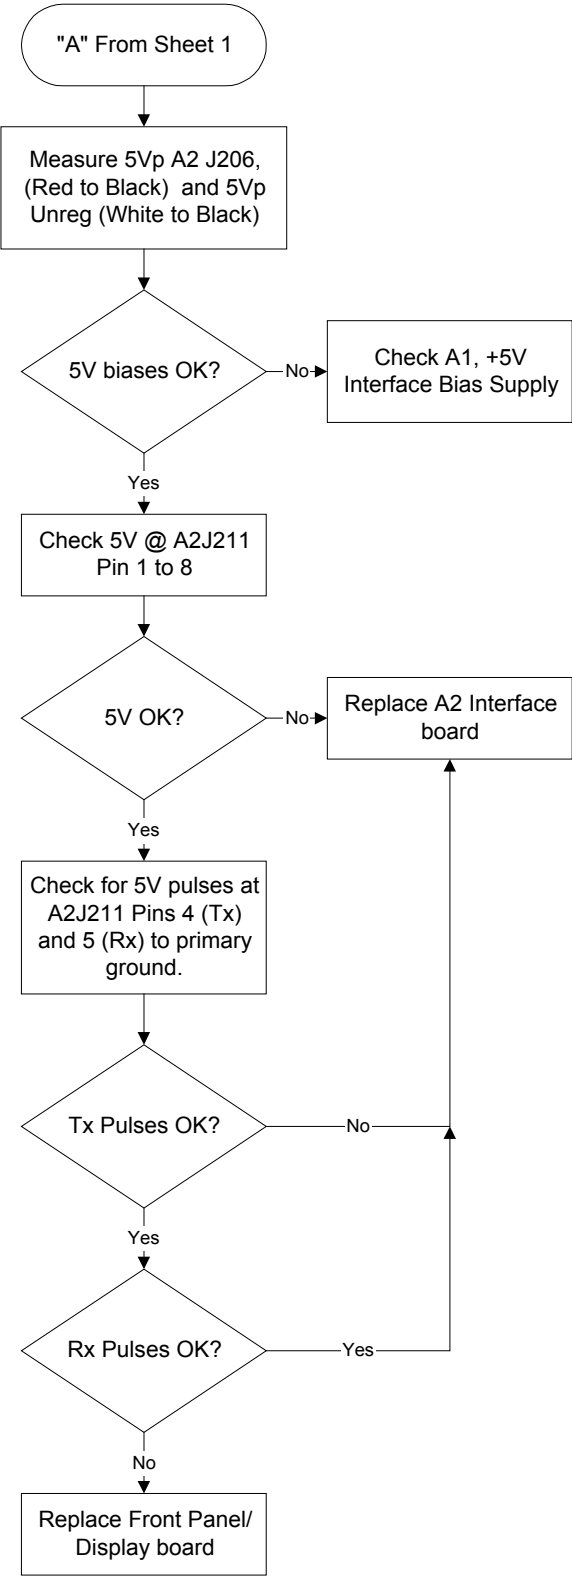 "A" From Sheet 1
Measure 5Vp A2 J206,
(Red to Black) and 5Vp
Unreg (White to Black)
5V biases OK?
No
Check A1, +5V
Interface Bias Supply
Yes
Check 5V @ A2J211
Pin 1 to 8
5V OK?
No
Replace A2 Interface
board
Yes
Check for 5V pulses at
A2J211 Pins 4 (Tx)
and 5 (Rx) to primary
ground.
Tx Pulses OK?
No
Yes
Rx Pulses OK?
Yes
No
Replace Front Panel/
Display board